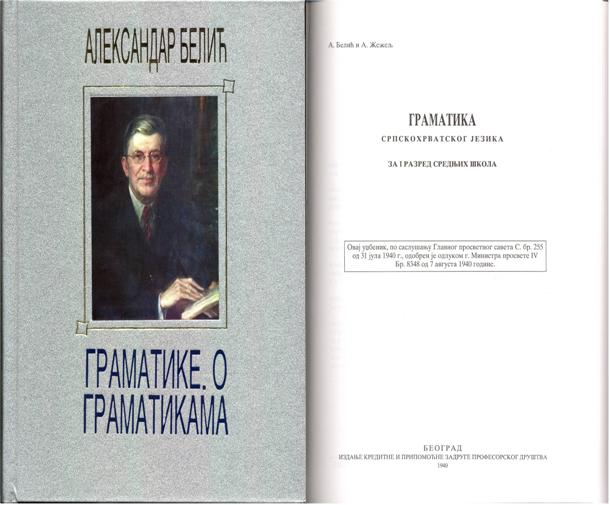 АЛЕКСАНДАР БЕЛИЋ
ГРАМАТИКЕ. О
ГРАМАТИКАМА
А. Белић и А. Жежељ
ГРАМАТИКА
СРПСКОХРВАТСКОГ ЈЕЗИКА
ЗА I РАЗРЕД СРЕДЊИХ ШКОЛА
Овај уџбеник, по саслушању Главног просветног савета С. бр. 255
од 31 јула 1940 г., одобрен је одлуком г. Министра просвете IV
Бр. 8348 од 7 августа 1940 године.
БЕОГРАД
ИЗДАЊЕ КРЕДИТНЕ И ПРИПОМОЋНЕ ЗАДРУГЕ ПРОФЕСОРСКОГ ДРУШТВА
1940